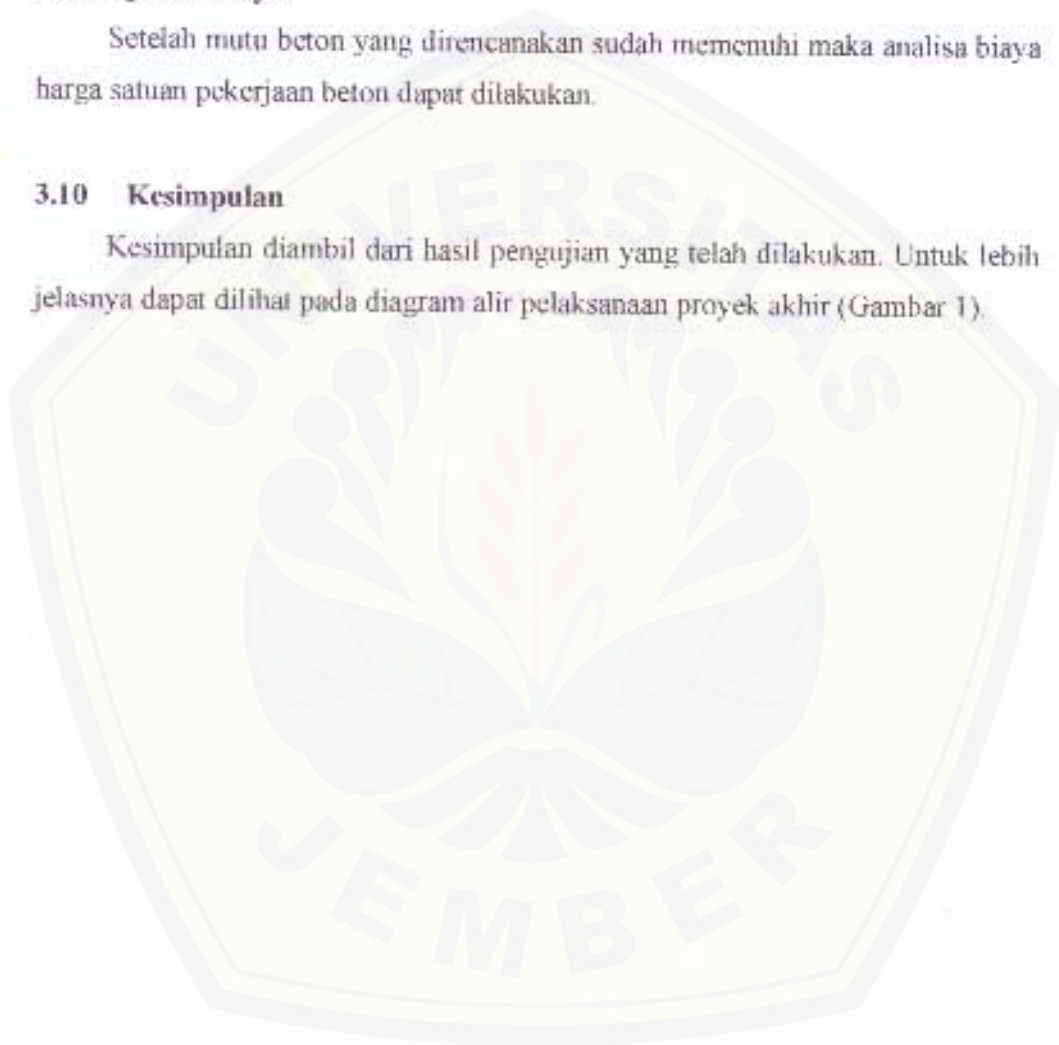 Setelah mutu beton yang direncanakan sudah memenuhi maka analisa biaya
harga satuan pekerjaan beton dapat dilakukan.
3.10 Kesimpulan
Kesimpulan diambil dari hasil pengujian yang telah dilakukan. Untuk lebih
jelasnya dapat dilihat pada diagram alir pelaksanaan proyek akhir (Gambar 1).
UNIVERSITAS
JEMBER